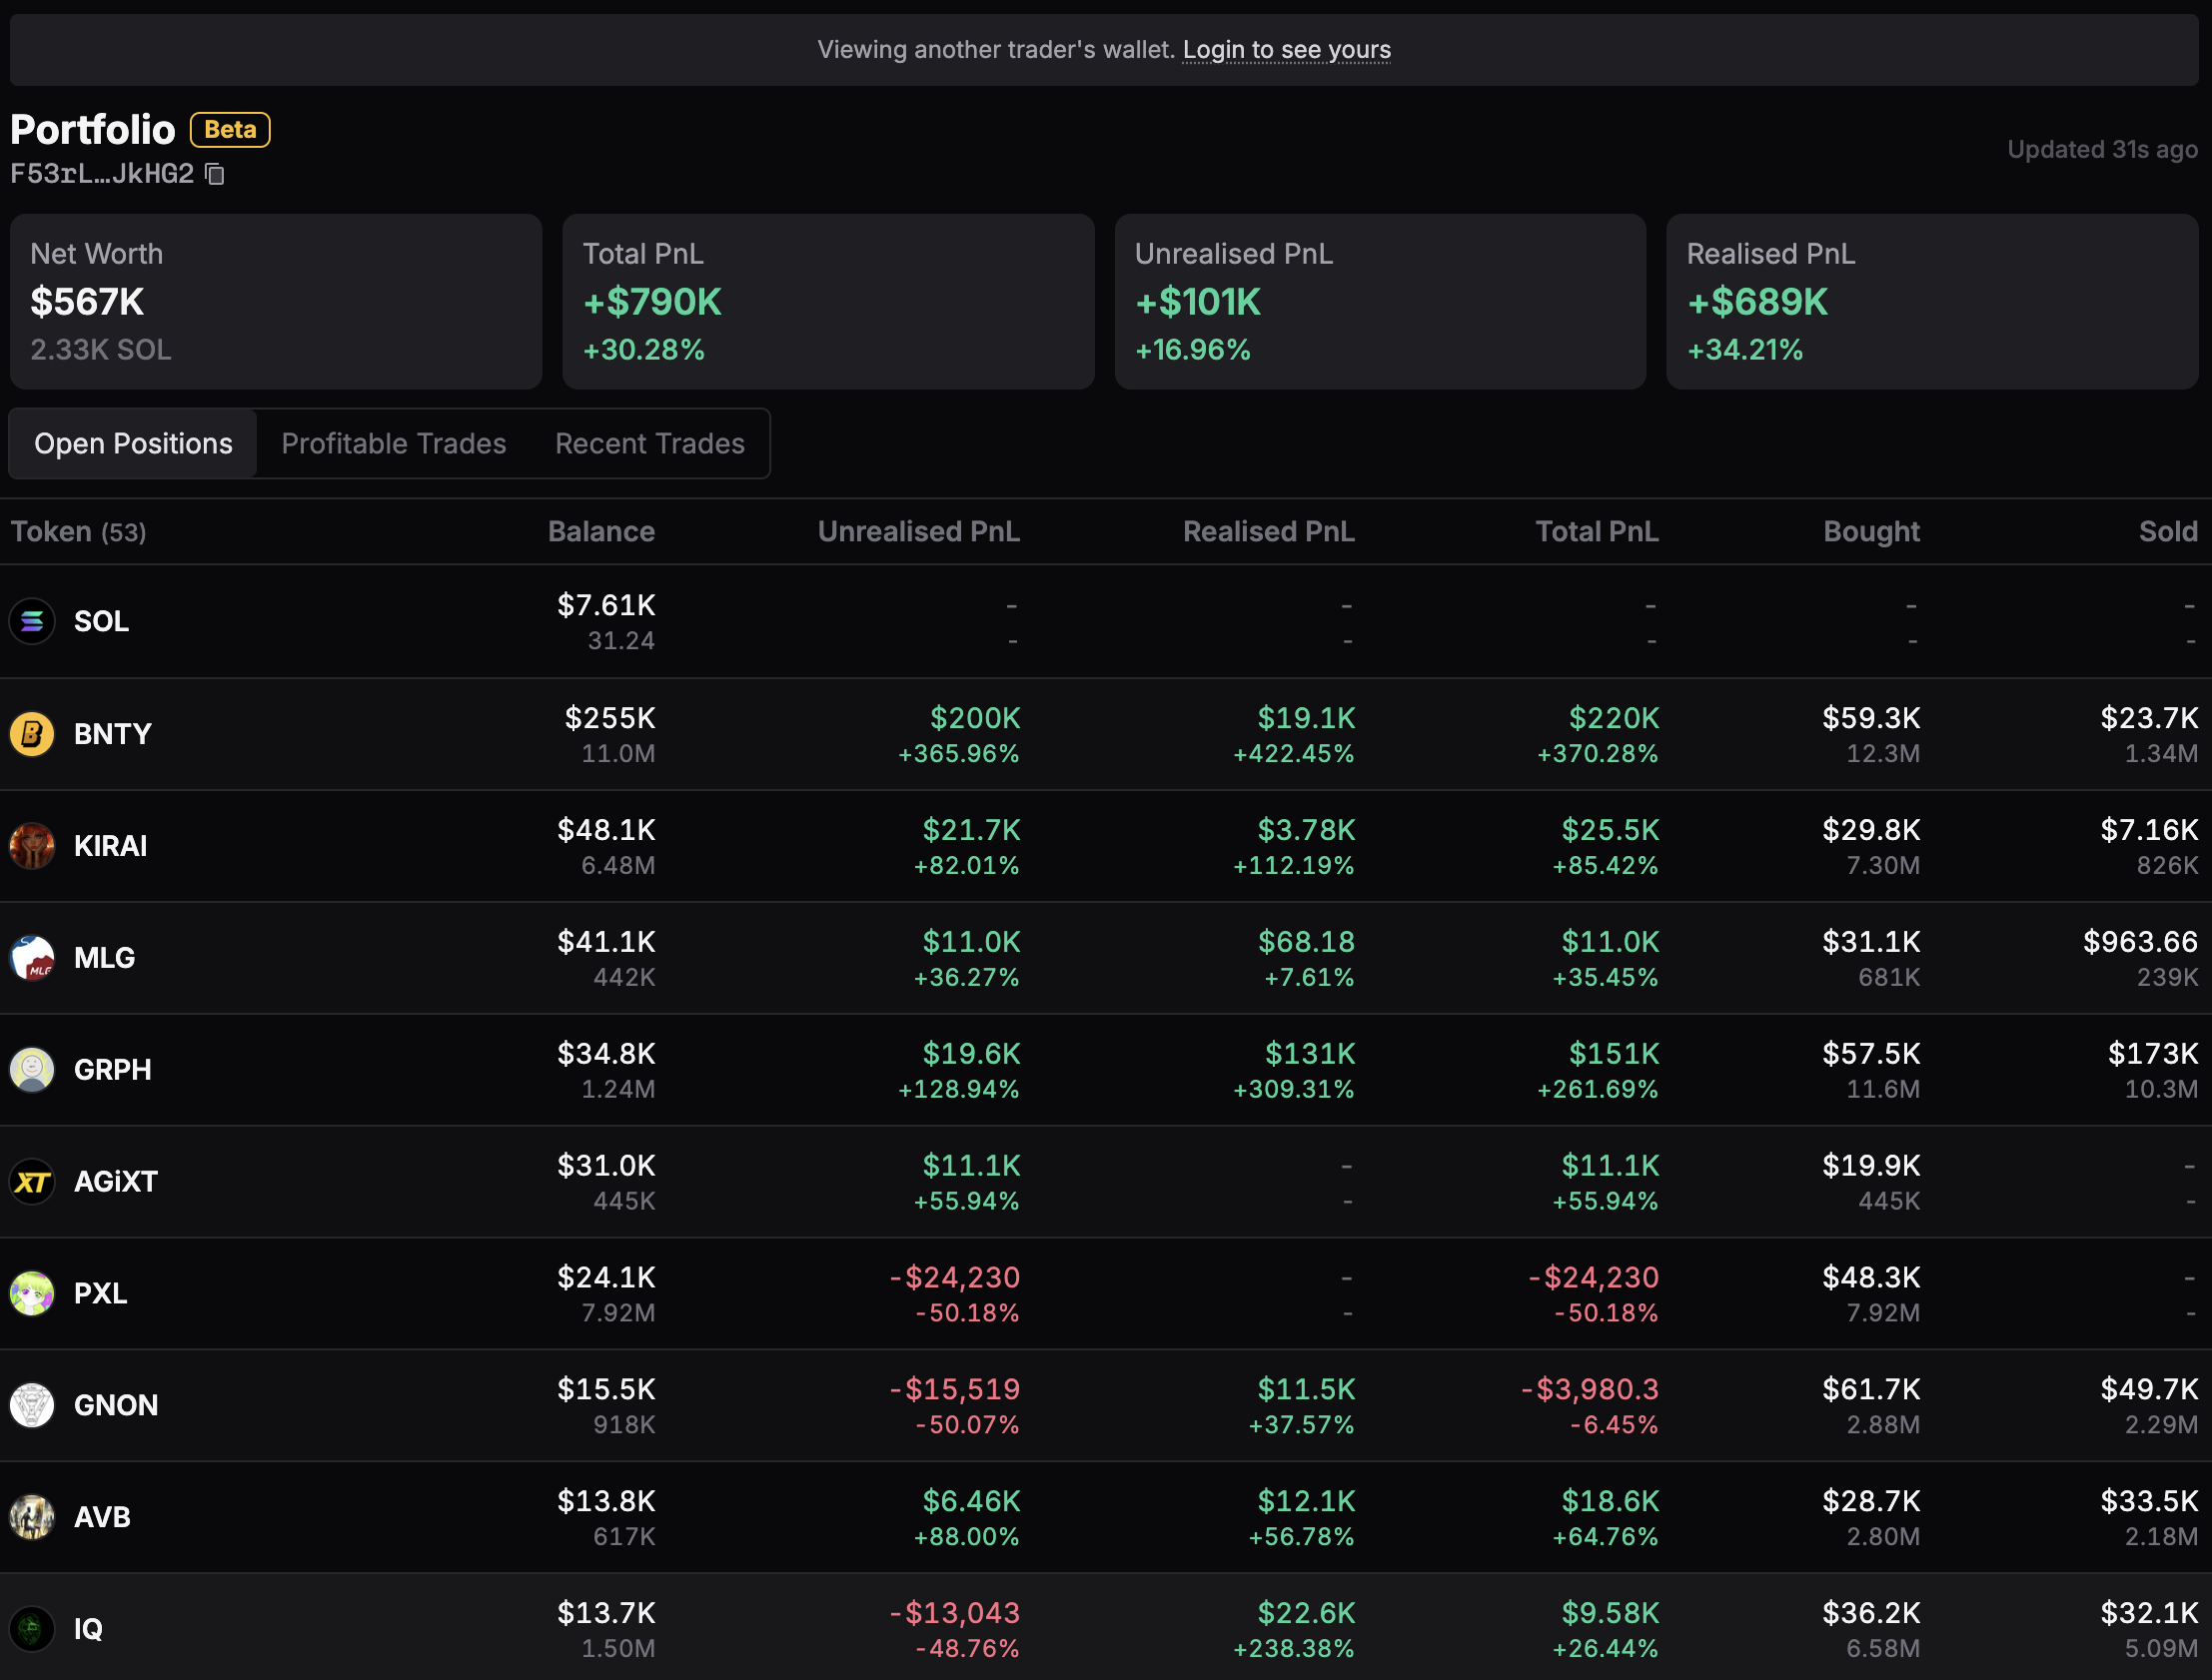 Viewing another trader's wallet. Login to see yours
Portfolio Beta
F53rL...JkHG2
Updated 31s ago
Net Worth
$567K
2.33K SOL
Total PnL
+$790K
+30.28%
Unrealised PnL
+$101K
+16.96%
Realised PnL
+$689K
+34.21%
Open Positions Profitable Trades Recent Trades
Token (53) Balance Unrealised PnL Realised PnL Total PnL Bought Sold
SOL $7.61K - - - - -
31.24 - - - - -
BNTY $255K $200K $19.1K $220K $59.3K $23.7K
11.0M +365.96% +422.45% +370.28% 12.3M 1.34M
KIRAI $48.1K $21.7K $3.78K $25.5K $29.8K $7.16K
6.48M +82.01% +112.19% +85.42% 7.30M 826K
MLG $41.1K $11.0K $68.18 $11.0K $31.1K $963.66
MLG 442K +36.27% +7.61% +35.45% 681K 239K
GRPH $34.8K $19.6K $131K $151K $57.5K $173K
1.24M +128.94% +309.31% +261.69% 11.6M 10.3M
XT AGiXT $31.0K $11.1K - $11.1K $19.9K -
445K +55.94% - +55.94% 445K -
PXL $24.1K -$24,230 - -$24,230 $48.3K -
7.92M -50.18% - -50.18% 7.92M -
GNON $15.5K -$15,519 $11.5K -$3,980.3 $61.7K $49.7K
918K -50.07% +37.57% -6.45% 2.88M 2.29M
AVB $13.8K $6.46K $12.1K $18.6K $28.7K $33.5K
617K +88.00% +56.78% +64.76% 2.80M 2.18M
IQ $13.7K -$13,043 $22.6K $9.58K $36.2K $32.1K
1.50M -48.76% +238.38% +26.44% 6.58M 5.09M